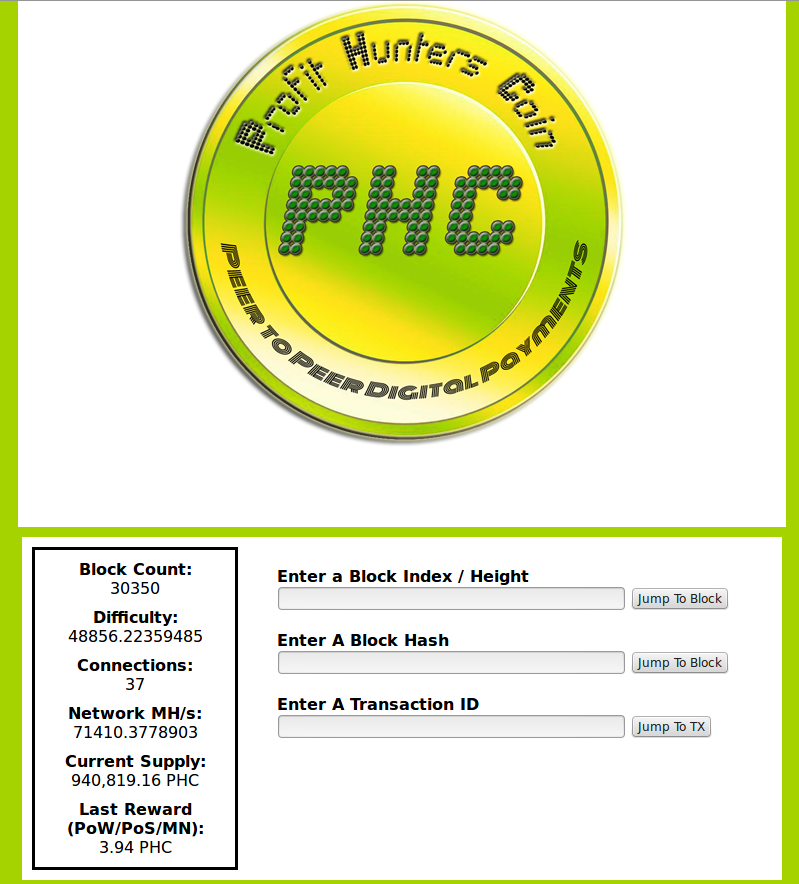 Profit Hunters Coin
PHC
Peer to Peer Digital Payments
Block Count:
30350
Difficulty:
48856.22359485
Connections:
37
Network MH/s:
71410.3778903
Current Supply:
940,819.16 PHC
Last Reward
(PoW/PoS/MN):
3.94 PHC
Enter a Block Index / Height
Jump To Block
Enter A Block Hash
Jump To Block
Enter A Transaction ID
Jump To TX